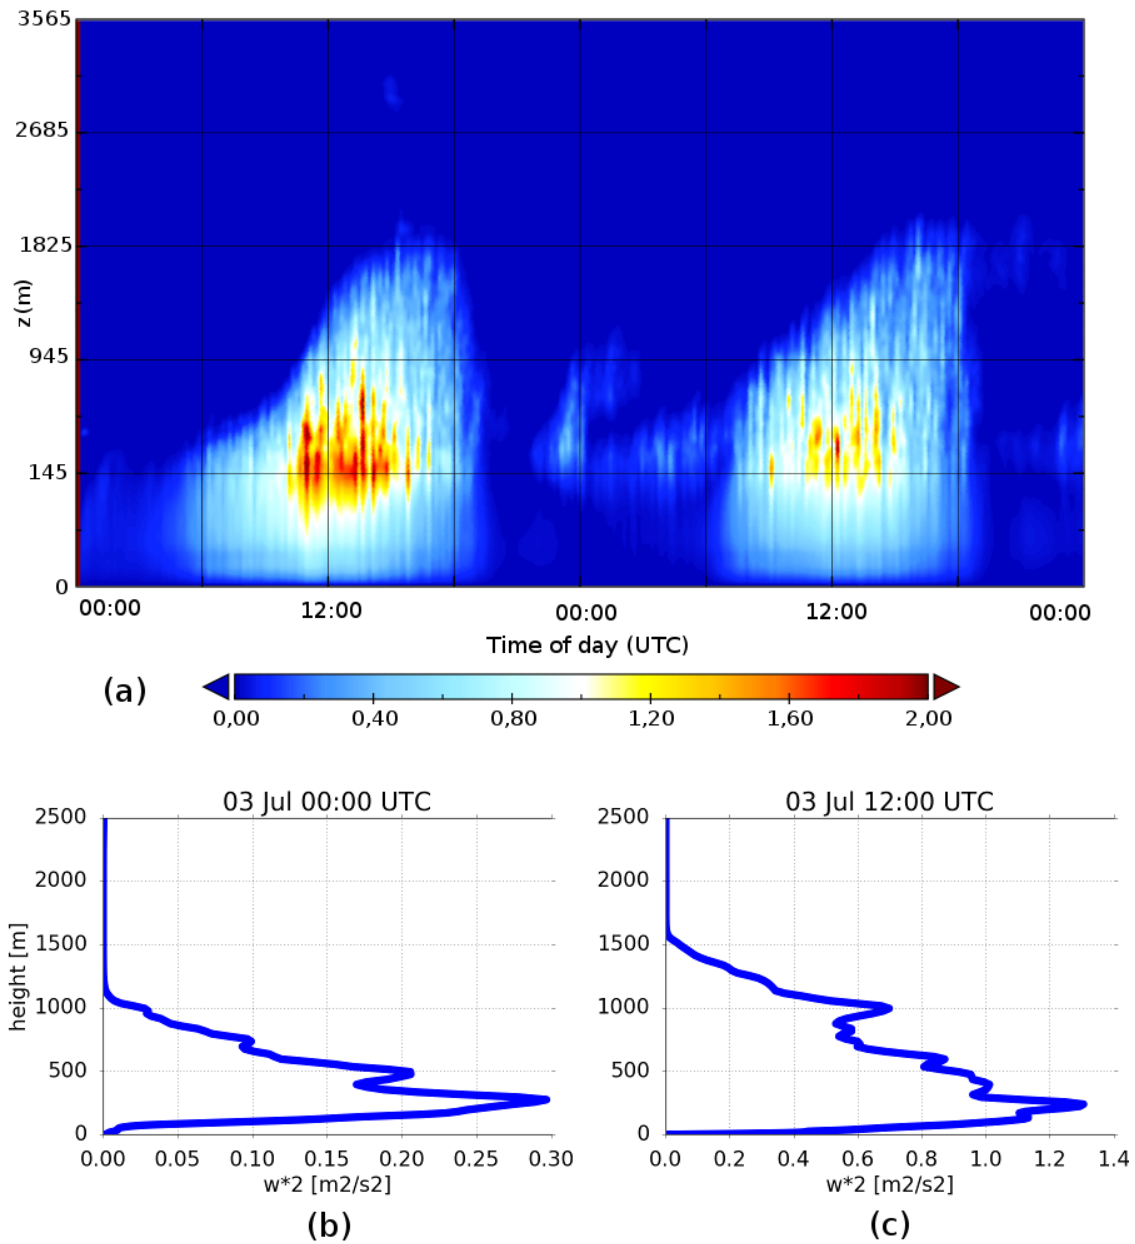 3565
2685
1825
z(m)
945
145
0
00:00 12:00 00:00 12:00 00:00
Time of day (UTC)
(a)
0,00 0,40 0,80 1,20 1,60 2,00
03 Jul 00:00 UTC
2500
2000
1500
height [m]
1000
500
0
0.00 0.05 0.10 0.15 0.20 0.25 0.30
w*2 [m2/s2]
(b)
03 Jul 12:00 UTC
2500
2000
1500
1000
500
0
0.0 0.2 0.4 0.6 0.8 1.0 1.2 1.4
w*2 [m2/s2]
(c)